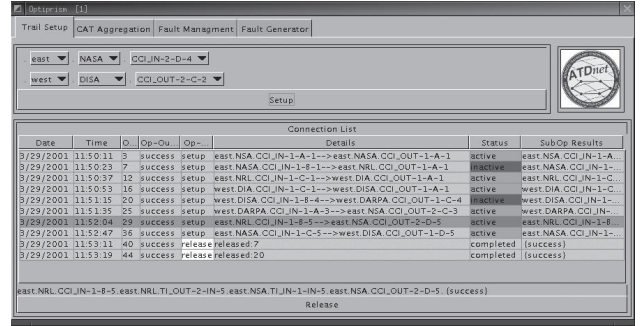 Optiprism [1]
Trail Setup CAT Aggregation Fault Managment Fault Generator
. east . NASA . CCI_IN-2-D-4
. west . DISA . CCI_OUT-2-C-2
ATDnet
Setup
Connection List
Date Time O... Op-Ou... Op-... Details Status SubOp Results
3/29/2001 11:50:11 3 success setup east.NSA.CCI_IN-1-A-1-->east.NASA.CCI_OUT-1-A-1 active east.NSA.CCI_IN-1-A...
3/29/2001 11:50:23 7 success setup east.NASA.CCI_IN-1-B-1-->east.NRL.CCI_OUT-1-A-1 inactive east.NASA.CCI_IN-1-...
3/29/2001 11:50:37 12 success setup east.NRL.CCI_IN-1-C-1-->west.DIA.CCI_OUT-1-A-1 active east.NRL.CCI_IN-1-C...
3/29/2001 11:50:53 16 success setup west.DIA.CCI_IN-1-C-1-->west.DISA.CCI_OUT-1-A-1 active west.DIA.CCI_IN-1-C...
3/29/2001 11:51:15 20 success setup west.DISA.CCI_IN-1-B-4-->west.DARPA.CCI_OUT-1-C-4 inactive west.DISA.CCI_IN-1-...
3/29/2001 11:51:35 25 success setup west.DARPA.CCI_IN-1-A-3-->east.NSA.CCI_OUT-2-C-3 active west.DARPA.CCI_IN-...
3/29/2001 11:52:04 29 success setup east.NRL.CCI_IN-1-B-5-->east.NSA.CCI_OUT-2-D-5 active east.NRL.CCI_IN-1-B...
3/29/2001 11:52:47 36 success setup east.NASA.CCI_IN-1-C-5-->west.DISA.CCI_OUT-1-D-5 active east.NASA.CCI_IN-1-...
3/29/2001 11:53:11 40 success release released:7 completed (success)
3/29/2001 11:53:19 44 success release released:20 completed (success)
east.NRL.CCI_IN-1-B-5.east.NRL.TI_OUT-2-IN-5.east.NSA.TI_IN-1-IN-5.east.NSA.CCI_OUT-2-D-5. (success)
Release